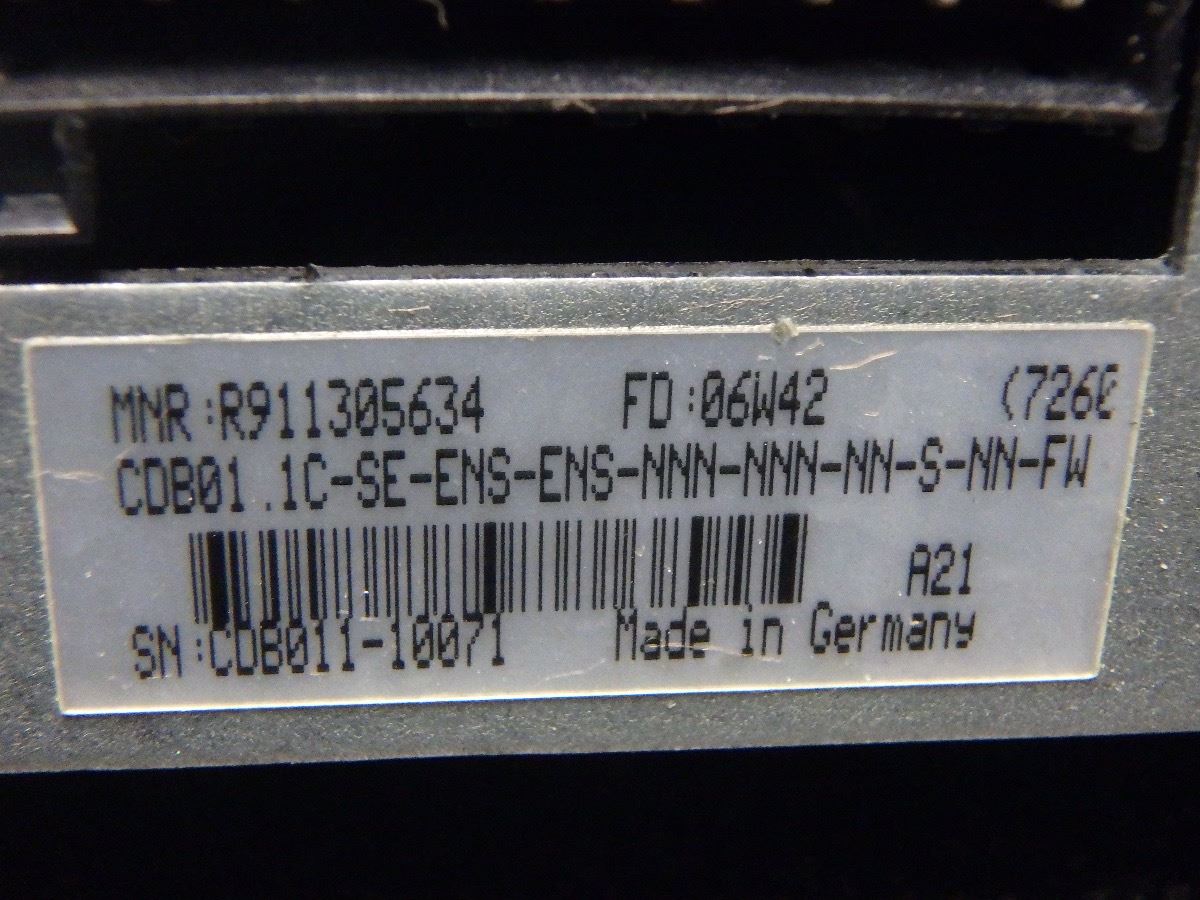 MNR:R911305634 FD:06W42
CDB01.1C-SE-ENS-ENS-NNN-NNN-NN-S-NN-FW
A21
SN:CDB011-10071 Made in Germany